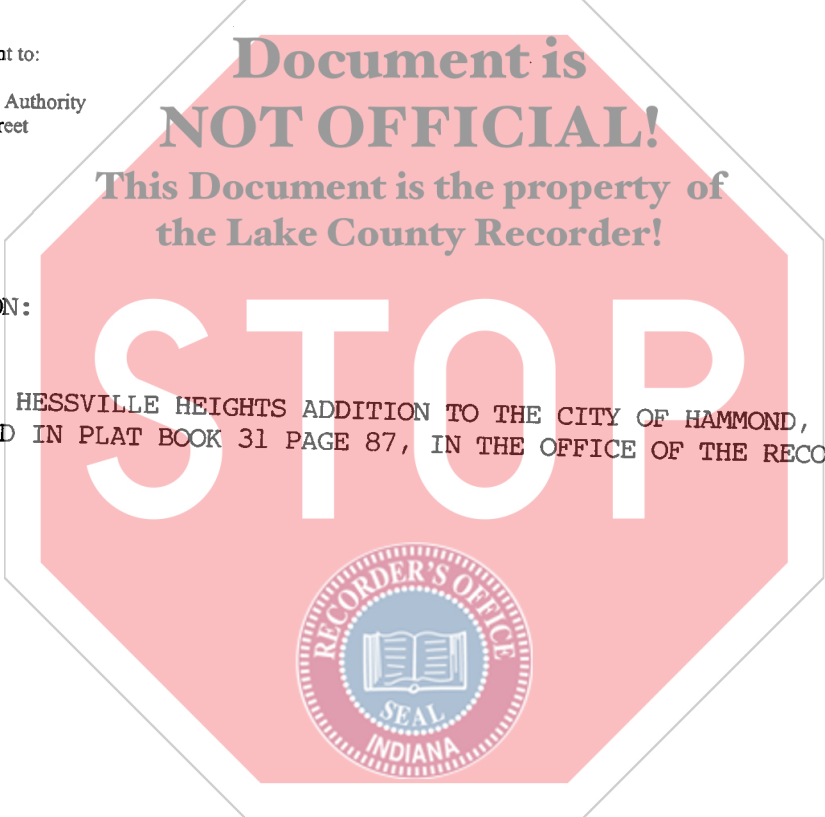 Document is
nt to:
NOT OFFICIAL!
Authority
reet
This Document is the property of
the Lake County Recorder!
N:
STOP
HESSVILLE HEIGHTS ADDITION TO THE CITY OF HAMMOND,
D IN PLAT BOOK 31 PAGE 87, IN THE OFFICE OF THE RECO
RECORDER'S OFFICE
SEAL
INDIANA